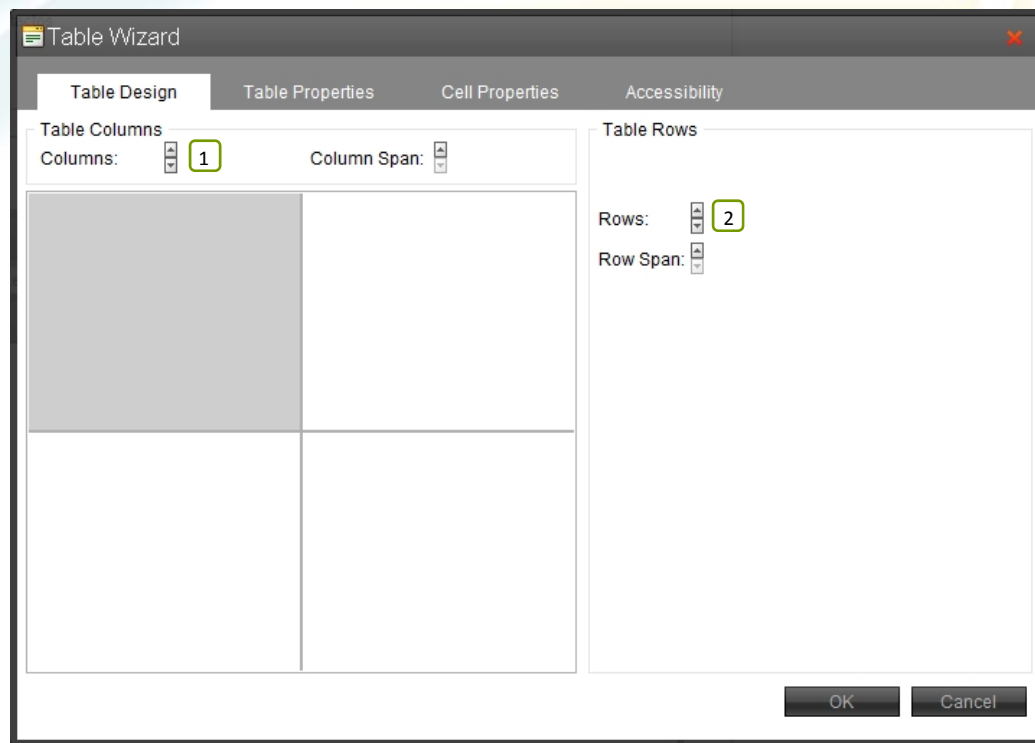 Table Wizard
Table Design Table Properties Cell Properties Accessibility
Table Columns
Columns: 1 Column Span:
Table Rows
Rows: 2
Row Span:
OK Cancel